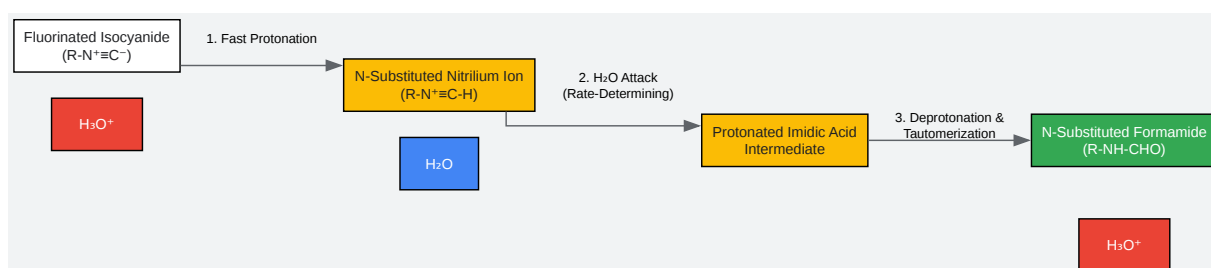 Fluorinated Isocyanide
(R-N⁺≡C⁻)
1. Fast Protonation
H₃O⁺
N-Substituted Nitrilium Ion
(R-N⁺≡C-H)
2. H₂O Attack
(Rate-Determining)
H₂O
Protonated Imidic Acid
Intermediate
3. Deprotonation &
Tautomerization
N-Substituted Formamide
(R-NH-CHO)
H₃O⁺